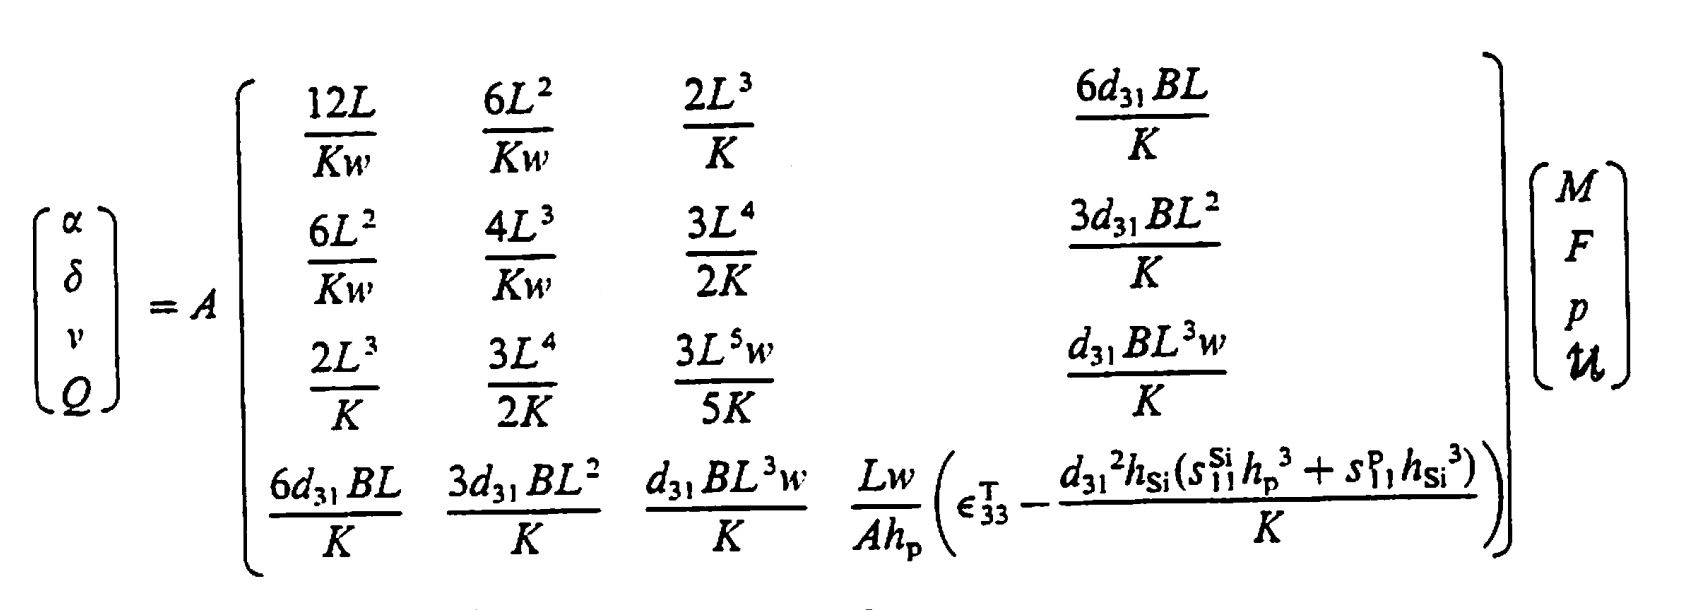 \begin{pmatrix} \alpha \\ \delta \\ v \\ Q \end{pmatrix} = A \begin{pmatrix} \frac{12L}{Kw} & \frac{6L^2}{Kw} & \frac{2L^3}{K} & \frac{6d_{31}BL}{K} \\ \frac{6L^2}{Kw} & \frac{4L^3}{Kw} & \frac{3L^4}{2K} & \frac{3d_{31}BL^2}{K} \\ \frac{2L^3}{K} & \frac{3L^4}{2K} & \frac{3L^5w}{5K} & \frac{d_{31}BL^3w}{K} \\ \frac{6d_{31}BL}{K} & \frac{3d_{31}BL^2}{K} & \frac{d_{31}BL^3w}{K} & \frac{Lw}{Ah_p}\left(\epsilon_{33}^{T} - \frac{d_{31}^2h_{Si}(s_{11}^{Si}h_p^3 + s_{11}^{p}h_{Si}^3)}{K}\right) \end{pmatrix} \begin{pmatrix} M \\ F \\ p \\ \mathcal{U} \end{pmatrix}